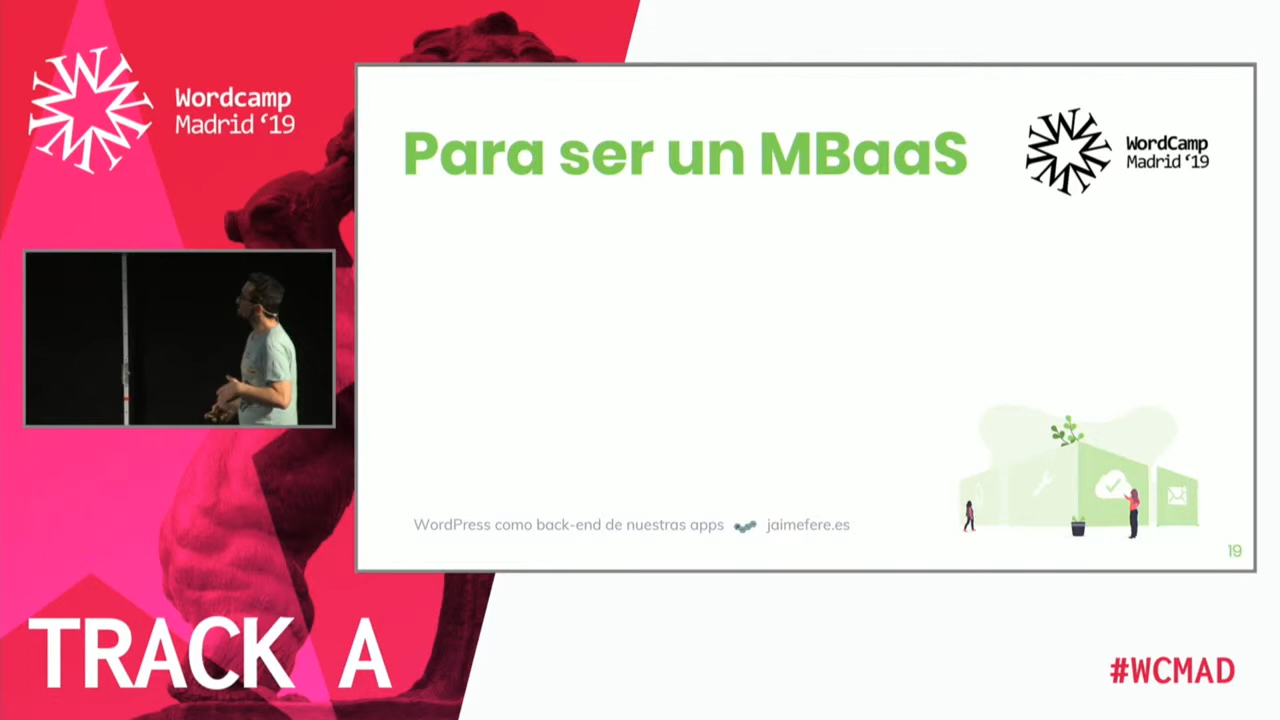 Wordcamp
Madrid ‘19
Para ser un MBaaS
WordCamp
Madrid ‘19
WordPress como back-end de nuestras apps jaimefere.es
19
TRACK A
#WCMAD